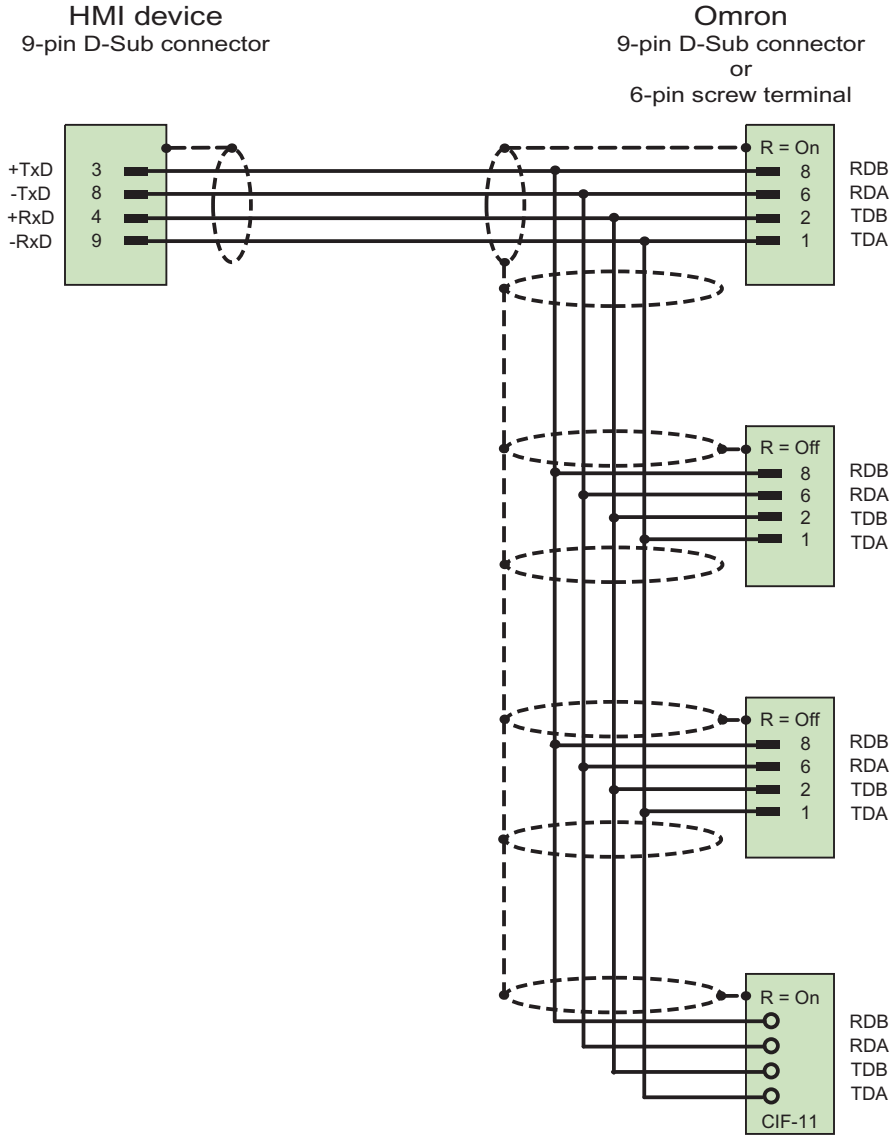 HMI device
9-pin D-Sub connector
Omron
9-pin D-Sub connector
or
6-pin screw terminal
R = On
+TxD 3 8 RDB
-TxD 8 6 RDA
+RxD 4 2 TDB
-RxD 9 1 TDA
R = Off
8 RDB
6 RDA
2 TDB
1 TDA
R = Off
8 RDB
6 RDA
2 TDB
1 TDA
R = On
RDB
RDA
TDB
TDA
CIF-11